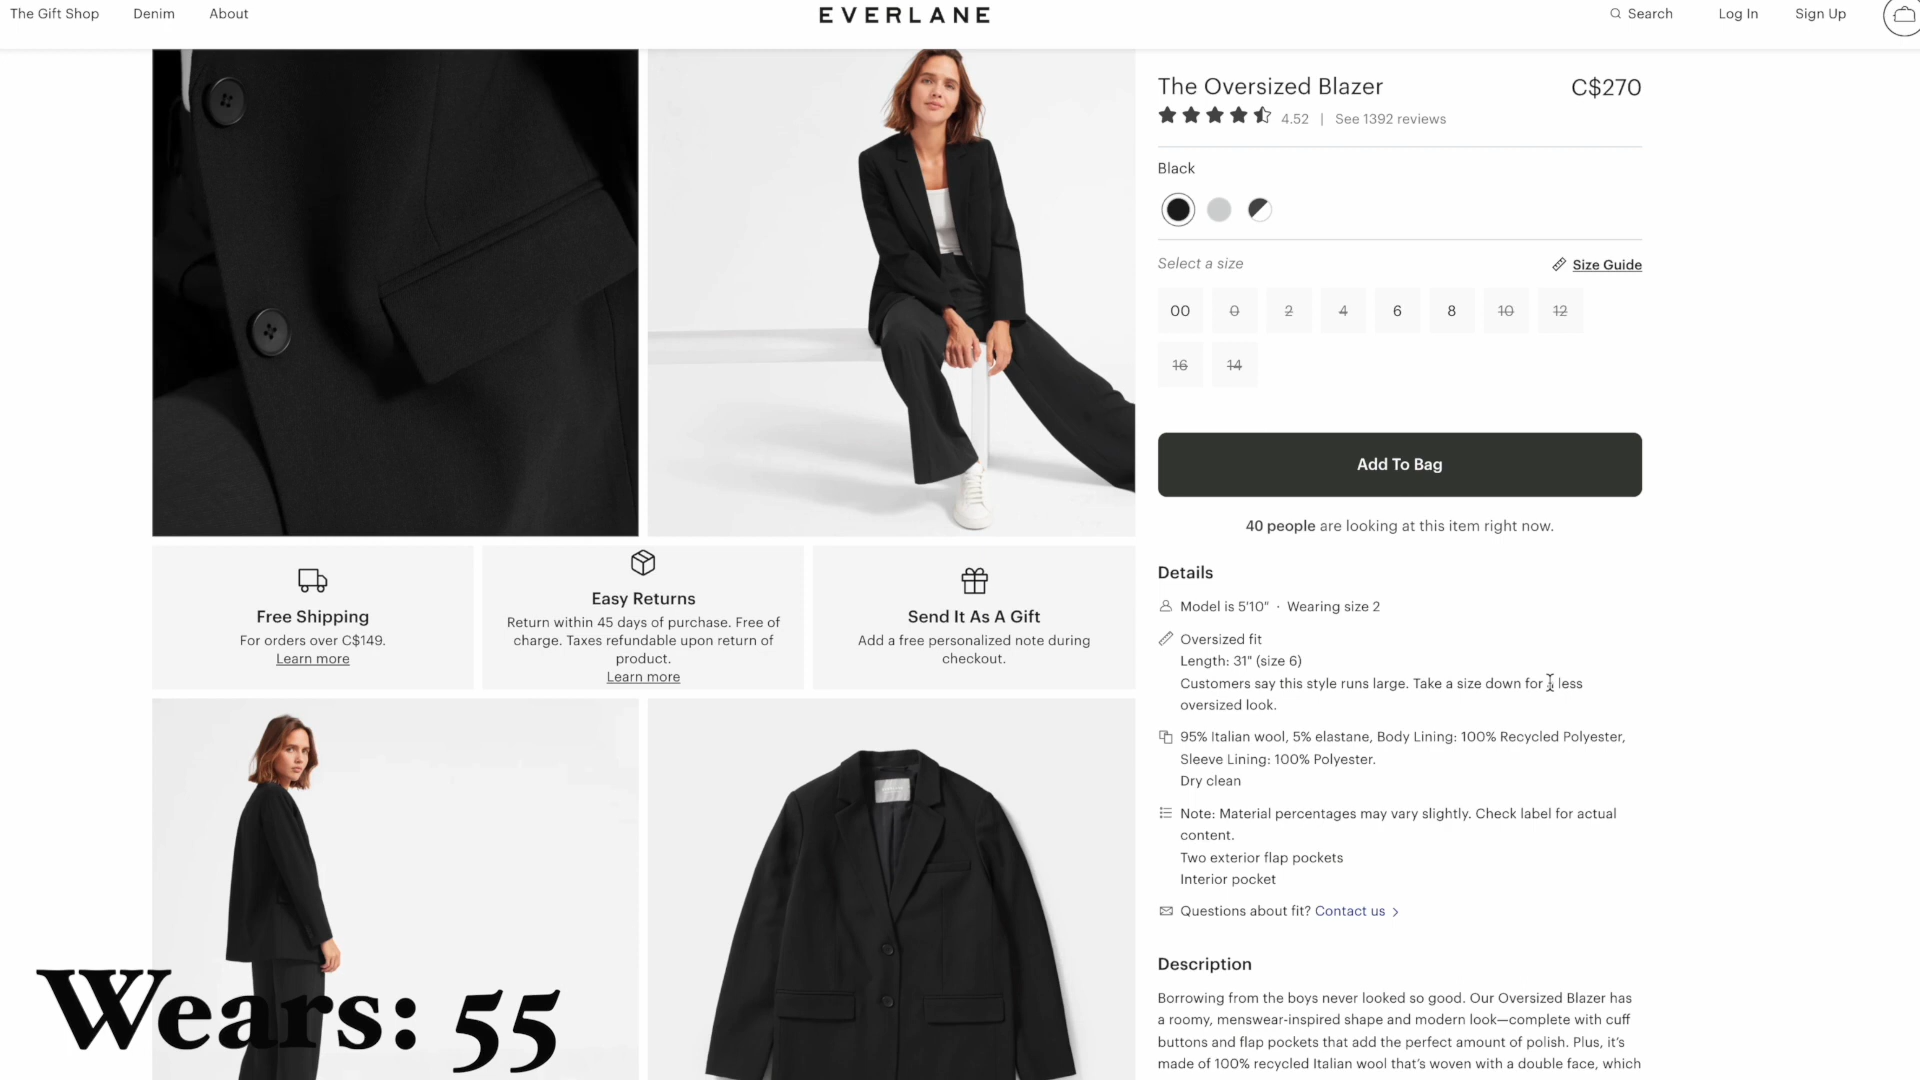 The Gift Shop
Denim
About
EVERLANE
Search
Log In
Sign Up
The Oversized Blazer
C$270
4.52 | See 1392 reviews
Black
Select a size
Size Guide
00 0 2 4 6 8 10 12
16 14
Add To Bag
40 people are looking at this item right now.
Free Shipping
For orders over C$149.
Learn more
Easy Returns
Return within 45 days of purchase. Free of
charge. Taxes refundable upon return of
product.
Learn more
Send It As A Gift
Add a free personalized note during
checkout.
Details
Model is 5'10" · Wearing size 2
Oversized fit
Length: 31" (size 6)
Customers say this style runs large. Take a size down for a less
oversized look.
95% Italian wool, 5% elastane, Body Lining: 100% Recycled Polyester,
Sleeve Lining: 100% Polyester.
Dry clean
Note: Material percentages may vary slightly. Check label for actual
content.
Two exterior flap pockets
Interior pocket
Questions about fit? Contact us >
Description
Borrowing from the boys never looked so good. Our Oversized Blazer has
a roomy, menswear-inspired shape and modern look—complete with cuff
buttons and flap pockets that add the perfect amount of polish. Plus, it's
made of 100% recycled Italian wool that's woven with a double face, which
Wears: 55